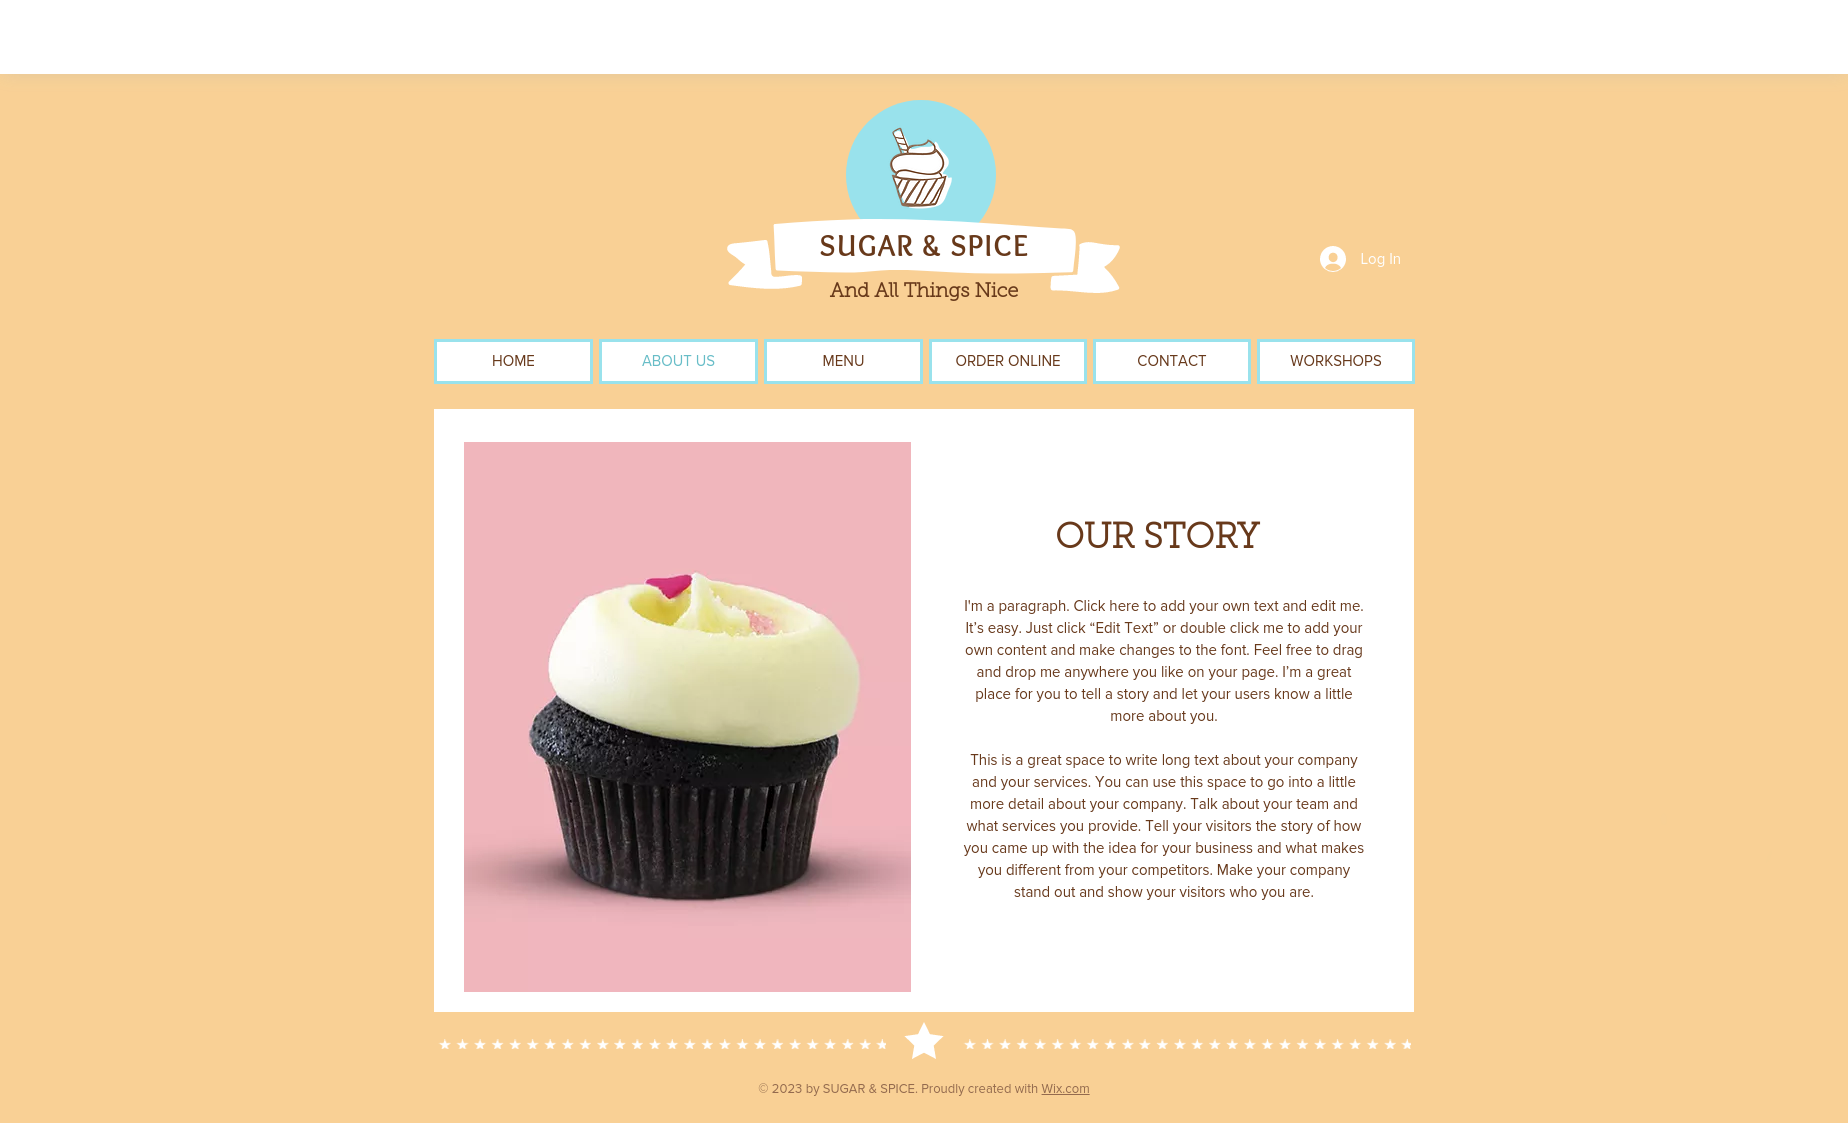 SUGAR & SPICE
And All Things Nice
Log In
HOME
ABOUT US
MENU
ORDER ONLINE
CONTACT
WORKSHOPS
OUR STORY
I'm a paragraph. Click here to add your own text and edit me.
It’s easy. Just click “Edit Text” or double click me to add your
own content and make changes to the font. Feel free to drag
and drop me anywhere you like on your page. I’m a great
place for you to tell a story and let your users know a little
more about you.
This is a great space to write long text about your company
and your services. You can use this space to go into a little
more detail about your company. Talk about your team and
what services you provide. Tell your visitors the story of how
you came up with the idea for your business and what makes
you different from your competitors. Make your company
stand out and show your visitors who you are.
© 2023 by SUGAR & SPICE. Proudly created with Wix.com